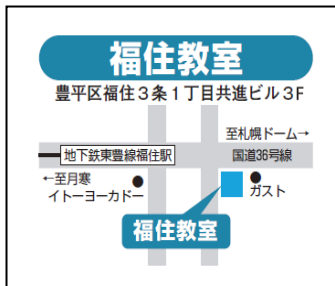 福住教室
豊平区福住３条１丁目共進ビル３F
至札幌ドーム→
地下鉄東豊線福住駅
国道36号線
←至月寒
イトーヨーカドー
ガスト
福住教室